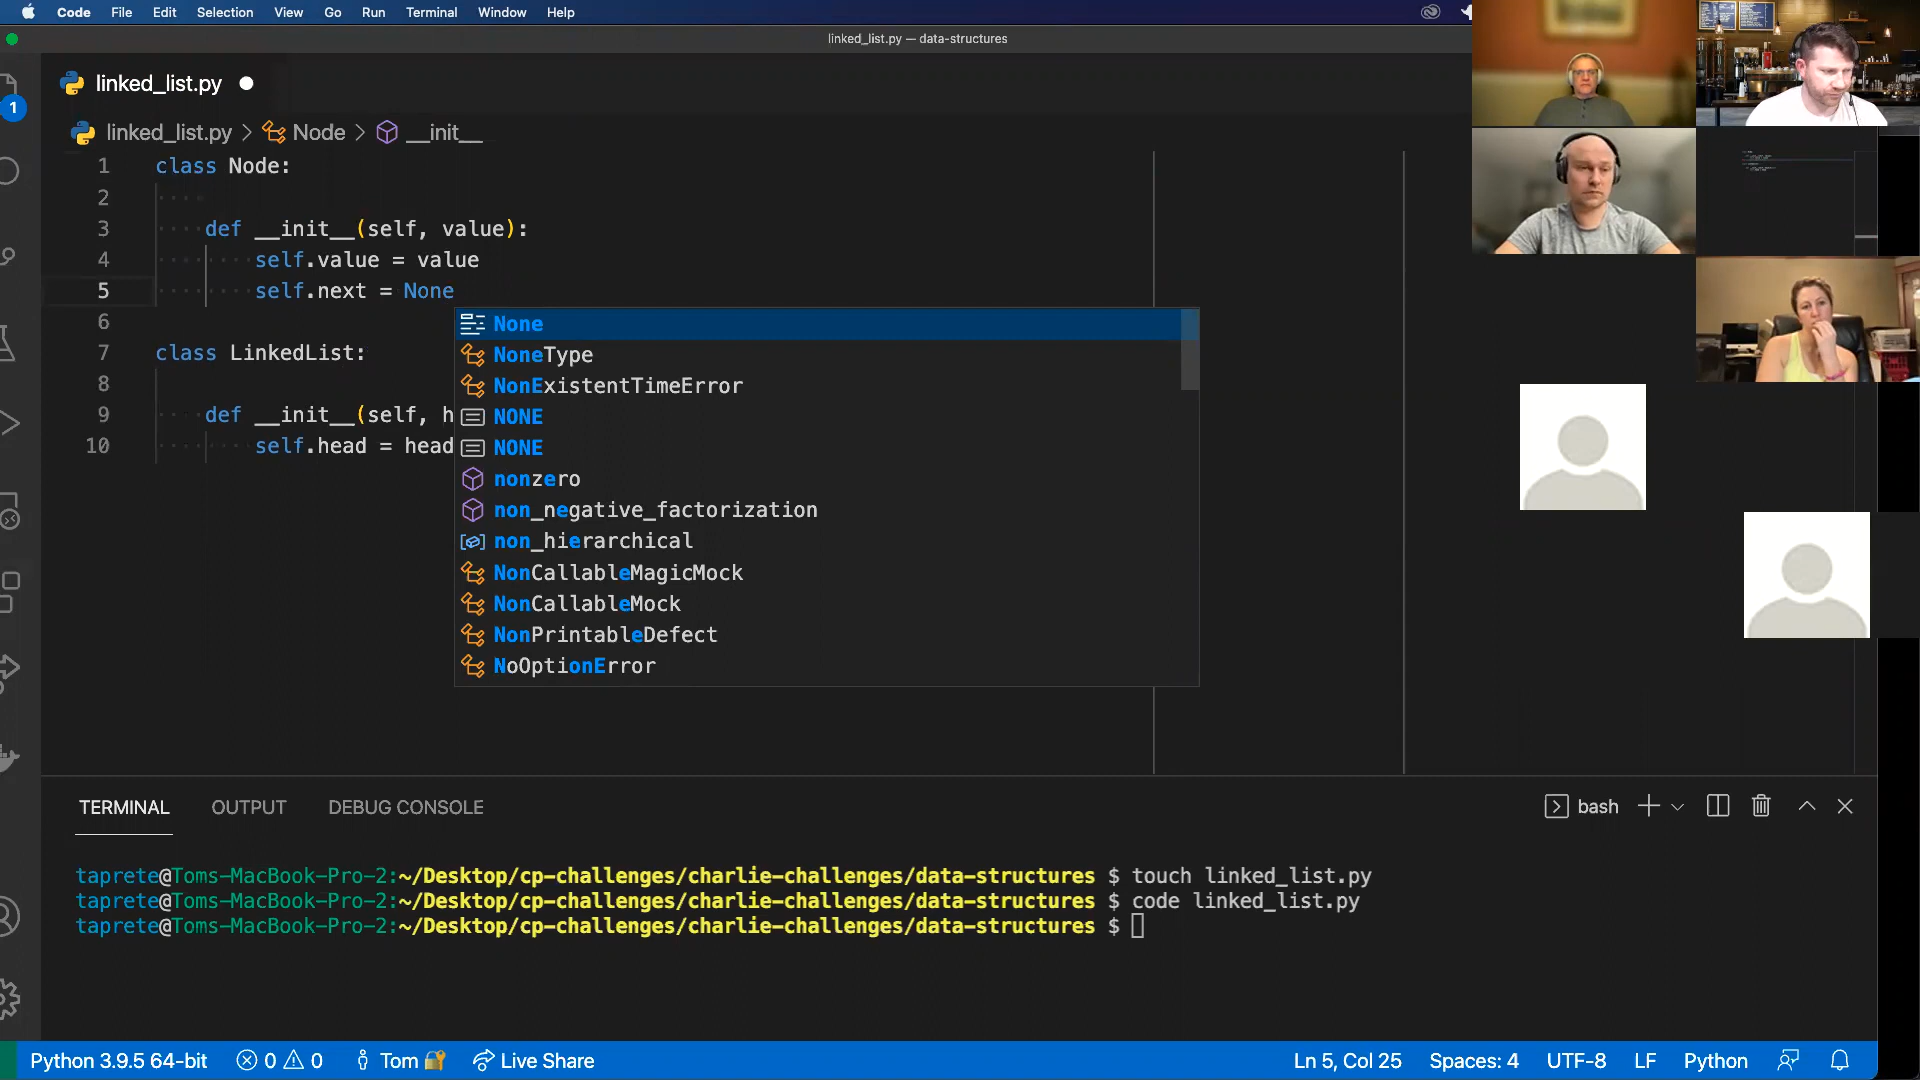 Code File Edit Selection View Go Run Terminal Window Help
linked_list.py — data-structures
linked_list.py
1
linked_list.py > Node > __init__
1 class Node:
2
3 def __init__(self, value):
4 self.value = value
5 self.next = None
6
7 class LinkedList:
8
9 def __init__(self, h
10 self.head = head
None
NoneType
NonExistentTimeError
NONE
NONE
nonzero
non_negative_factorization
non_hierarchical
NonCallableMagicMock
NonCallableMock
NonPrintableDefect
NoOptionError
TERMINAL OUTPUT DEBUG CONSOLE
bash
taprete@Toms-MacBook-Pro-2:~/Desktop/cp-challenges/charlie-challenges/data-structures $ touch linked_list.py
taprete@Toms-MacBook-Pro-2:~/Desktop/cp-challenges/charlie-challenges/data-structures $ code linked_list.py
taprete@Toms-MacBook-Pro-2:~/Desktop/cp-challenges/charlie-challenges/data-structures $
Python 3.9.5 64-bit 0 0 Tom Live Share Ln 5, Col 25 Spaces: 4 UTF-8 LF Python